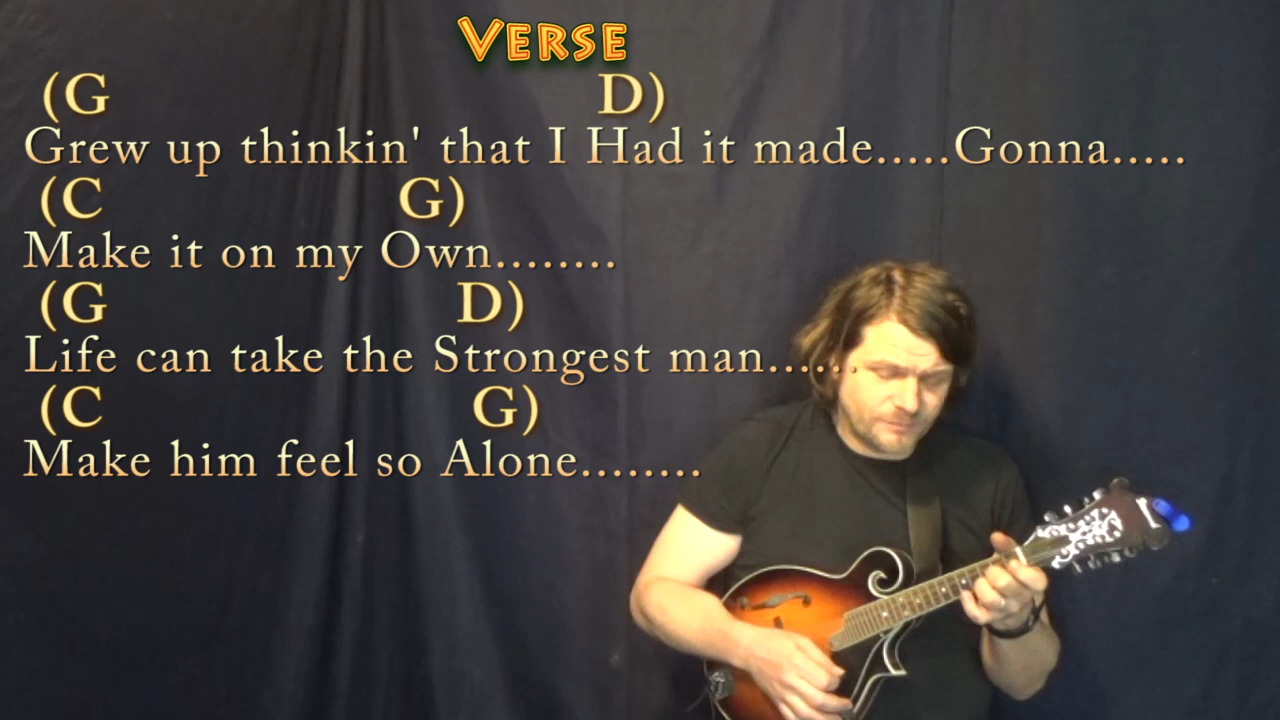 VERSE
(G D)
Grew up thinkin' that I Had it made.....Gonna.....
(C G)
Make it on my Own........
(G D)
Life can take the Strongest man......
(C G)
Make him feel so Alone........